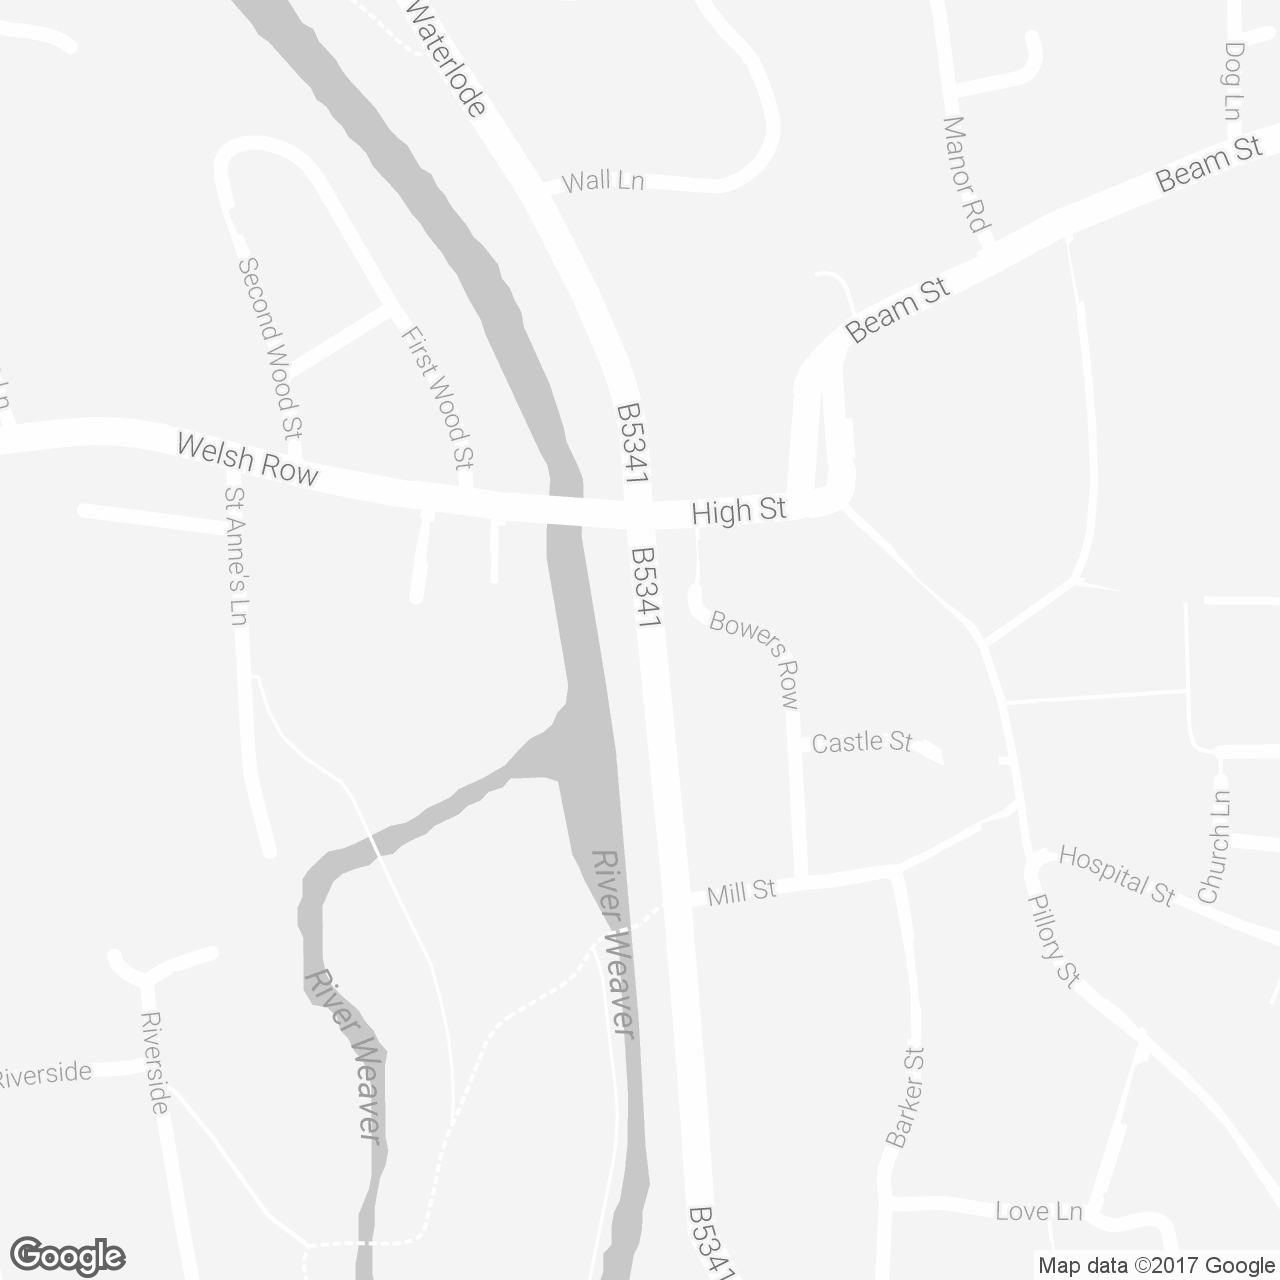 Waterlode
Dog Ln
Manor Rd
Beam St
Wall Ln
Second Wood St
Beam St
First Wood St
Ln
B5341
Welsh Row
High St
St Anne's Ln
B5341
Bowers Row
Castle St
Church Ln
Hospital St
Mill St
River Weaver
Pillory St
River Weaver
Riverside
Riverside
Barker St
Love Ln
B5341
Google
Map data ©2017 Google